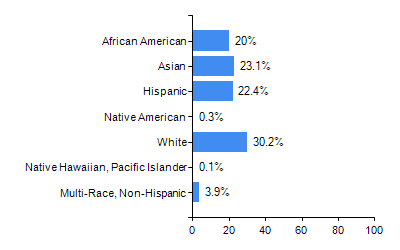 African American 20%
Asian 23.1%
Hispanic 22.4%
Native American 0.3%
White 30.2%
Native Hawaiian, Pacific Islander 0.1%
Multi-Race, Non-Hispanic 3.9%
0 20 40 60 80 100